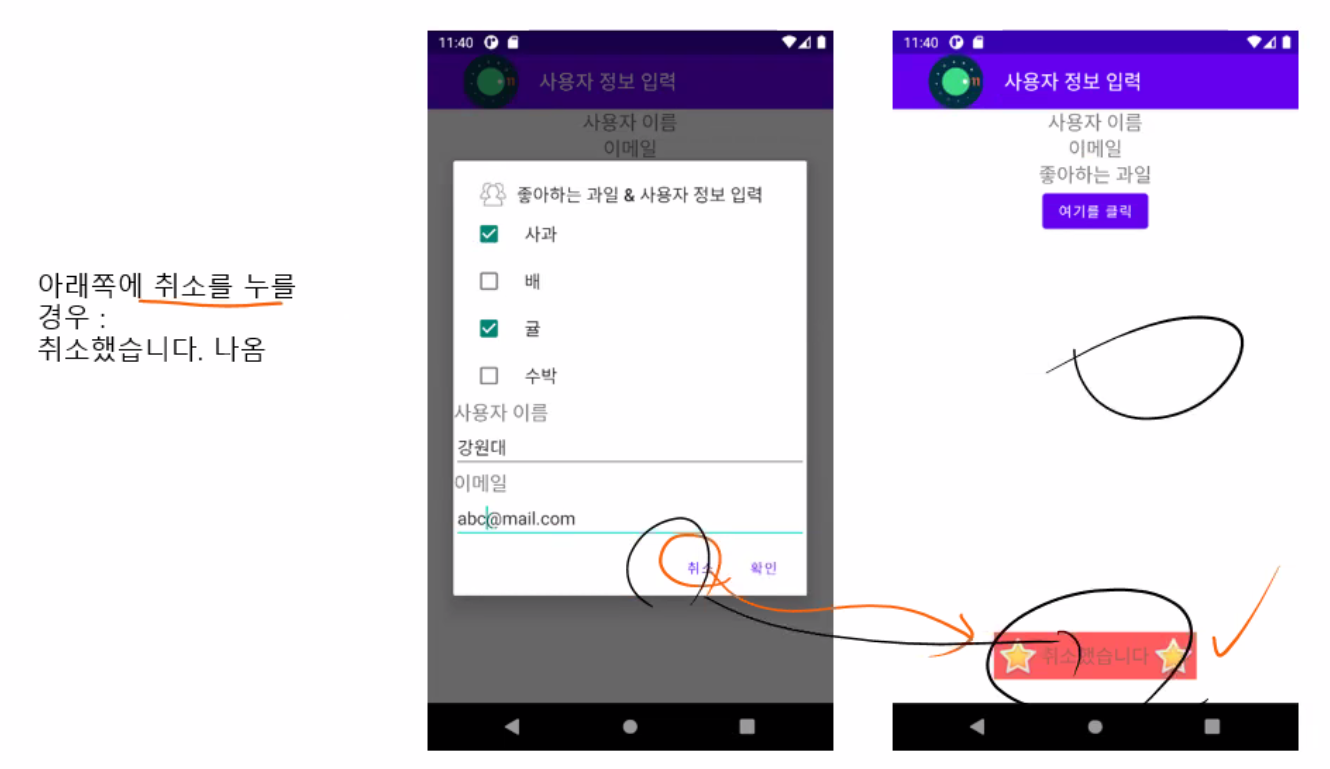 아래쪽에 취소를 누를
경우 :
취소했습니다. 나옴
11:40
사용자 정보 입력
사용자 이름
이메일
좋아하는 과일 & 사용자 정보 입력
사과
배
귤
수박
사용자 이름
강원대
이메일
abc@mail.com
취소 확인
11:40
11 사용자 정보 입력
사용자 이름
이메일
좋아하는 과일
여기를 클릭
취소했습니다